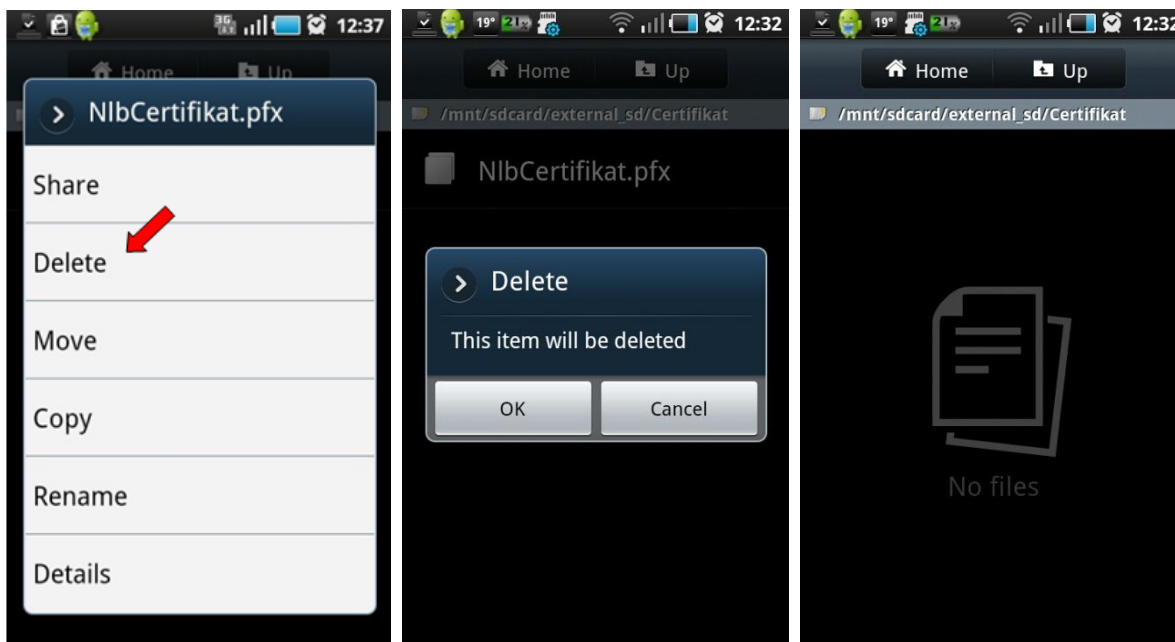 12:37
Home Up
NlbCertifikat.pfx
Share
Delete
Move
Copy
Rename
Details
19° 12:32
Home Up
/mnt/sdcard/external_sd/Certifikat
NlbCertifikat.pfx
Delete
This item will be deleted
OK Cancel
19° 12:32
Home Up
/mnt/sdcard/external_sd/Certifikat
No files